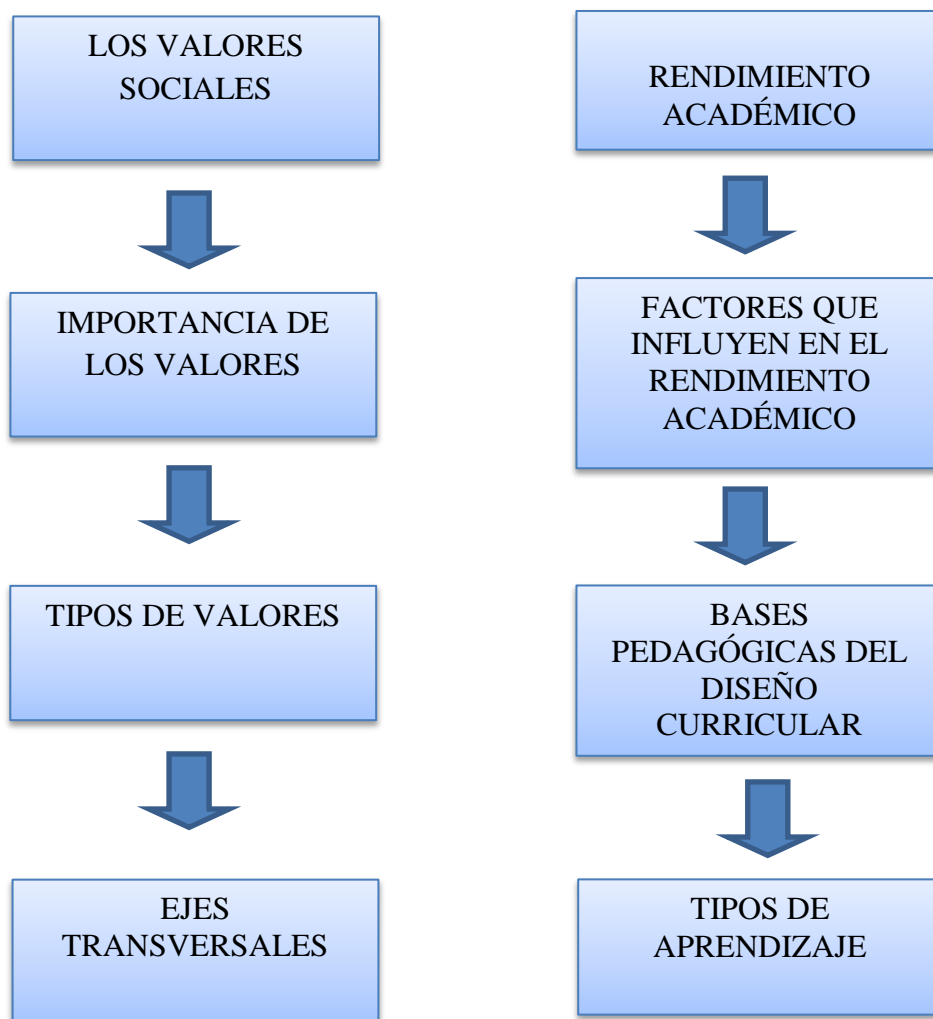 LOS VALORES
SOCIALES
IMPORTANCIA DE
LOS VALORES
TIPOS DE VALORES
EJES
TRANSVERSALES
RENDIMIENTO
ACADÉMICO
FACTORES QUE
INFLUYEN EN EL
RENDIMIENTO
ACADÉMICO
BASES
PEDAGÓGICAS DEL
DISEÑO
CURRICULAR
TIPOS DE
APRENDIZAJE